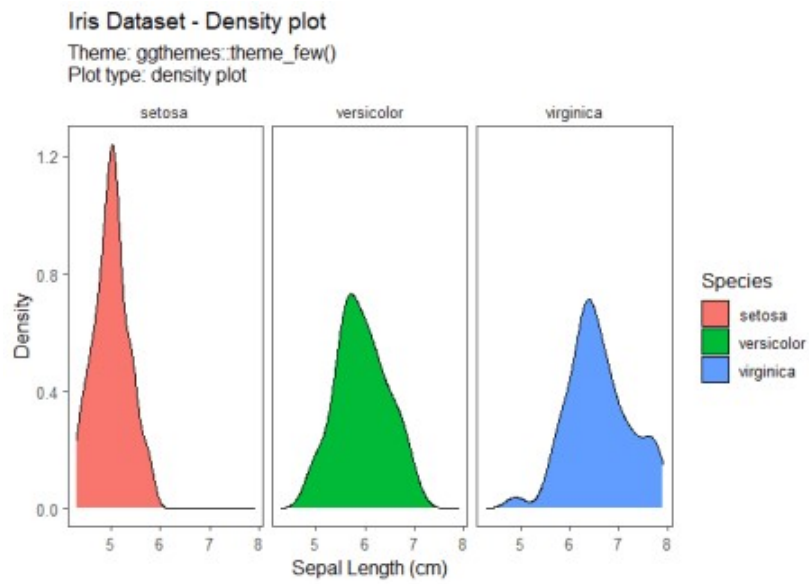 Iris Dataset - Density plot
Theme: ggthemes::theme_few()
Plot type: density plot
setosa
versicolor
virginica
1.2
0.8
0.4
0.0
Density
5 6 7 8
5 6 7 8
5 6 7 8
Sepal Length (cm)
Species
setosa
versicolor
virginica